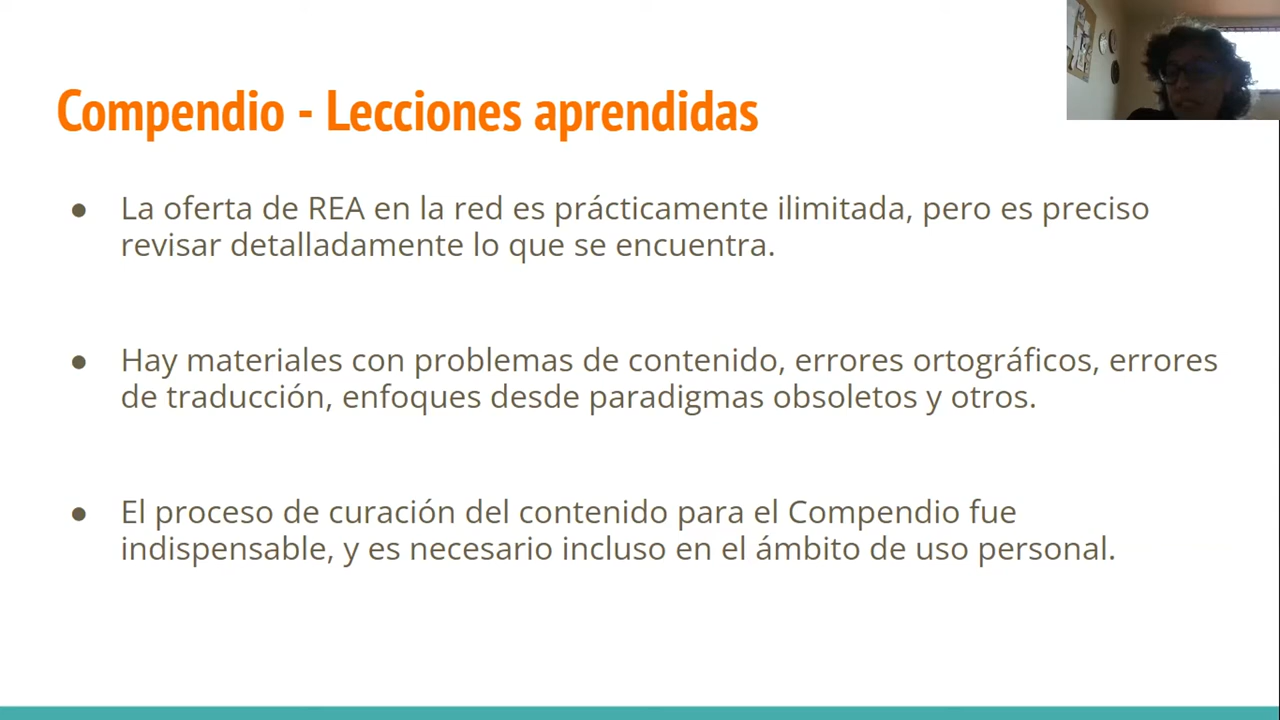 Compendio - Lecciones aprendidas
● La oferta de REA en la red es prácticamente ilimitada, pero es preciso
revisar detalladamente lo que se encuentra.
● Hay materiales con problemas de contenido, errores ortográficos, errores
de traducción, enfoques desde paradigmas obsoletos y otros.
● El proceso de curación del contenido para el Compendio fue
indispensable, y es necesario incluso en el ámbito de uso personal.